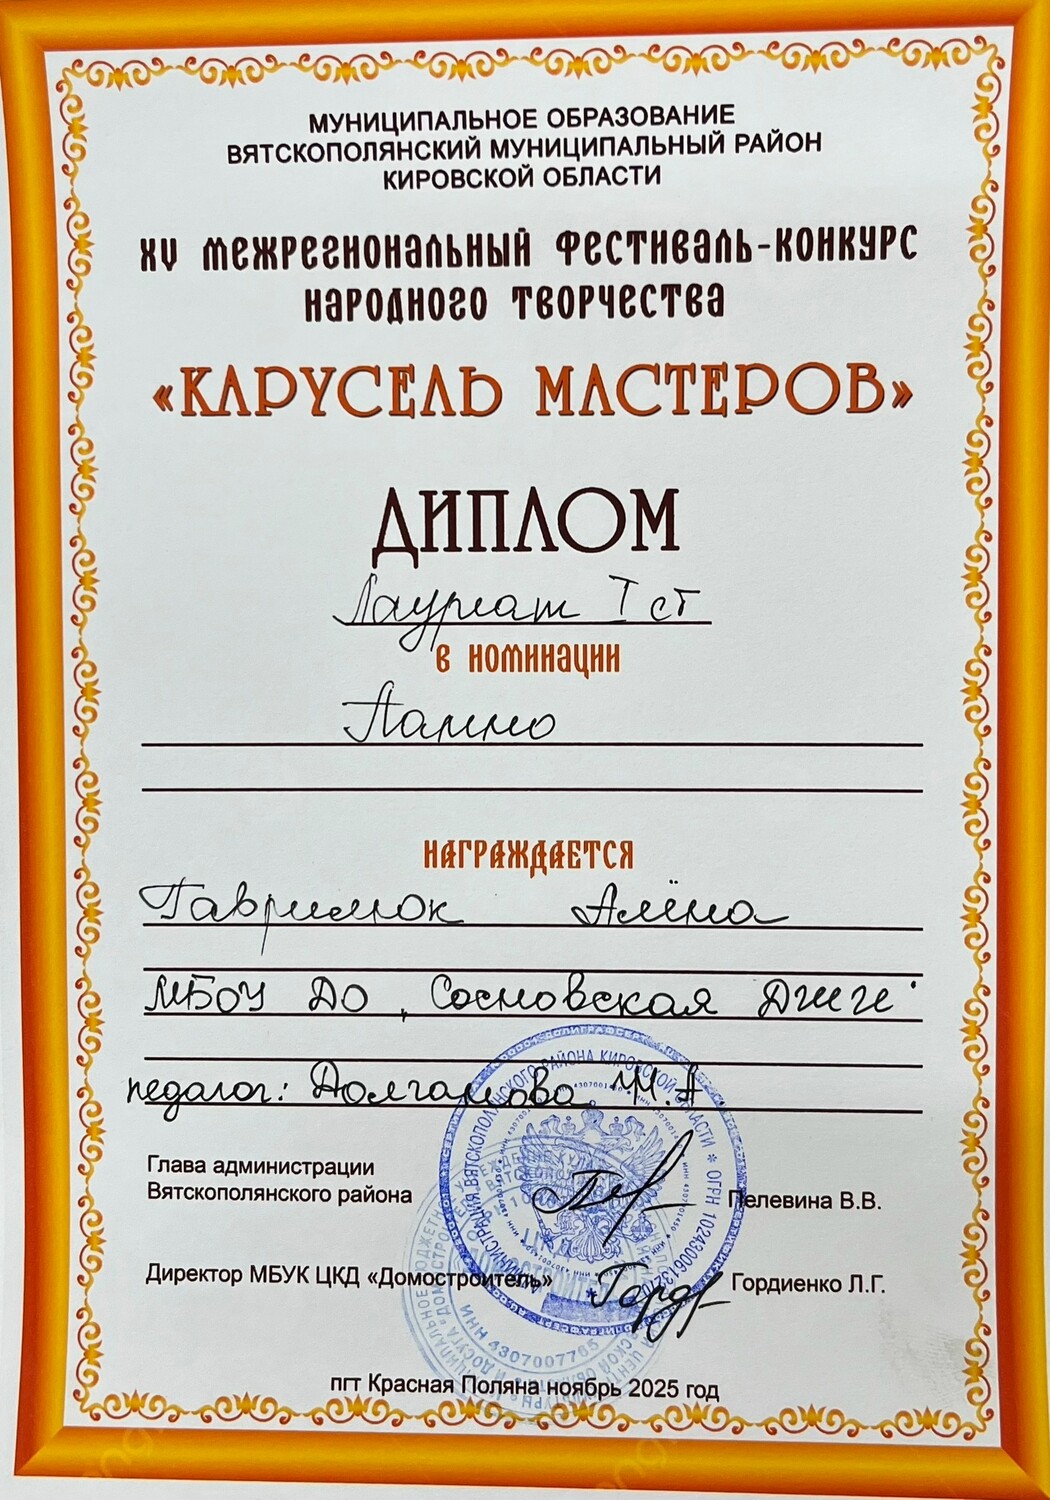 МУНИЦИПАЛЬНОЕ ОБРАЗОВАНИЕ
ВЯТСКОПОЛЯНСКИЙ МУНИЦИПАЛЬНЫЙ РАЙОН
КИРОВСКОЙ ОБЛАСТИ
XV МЕЖРЕГИОНАЛЬНЫЙ ФЕСТИВАЛЬ-КОНКУРС
НАРОДНОГО ТВОРЧЕСТВА
«КАРУСЕЛЬ МАСТЕРОВ»
ДИПЛОМ
Лауреат I ст
в номинации
Панно
НАГРАЖДАЕТСЯ
Гаврилюк Алёна
МБОУ ДО "Сосновская
педагог: Долганова
Глава администрации
Вятскополянского района Пелевина В.В.
Директор МБУК ЦКД «Домостроитель» Гордиенко Л.Г.
4307007765
пгт Красная Поляна ноябрь 2025 год